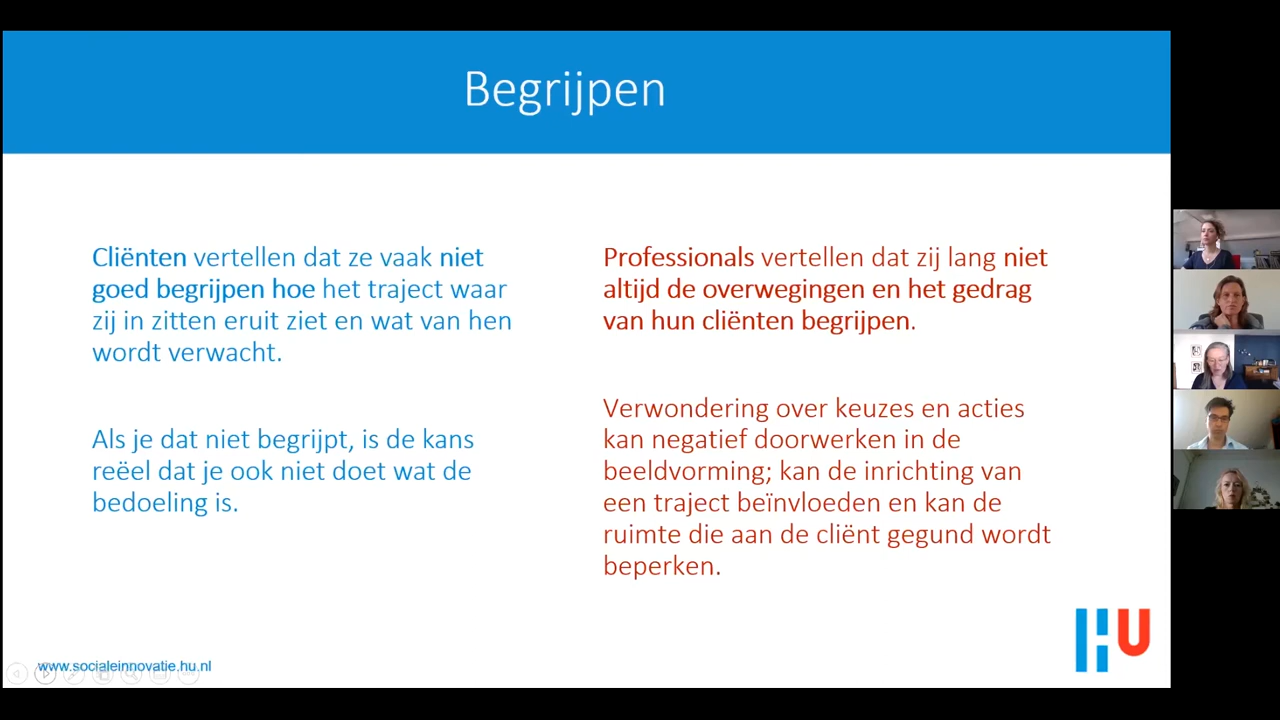 Begrijpen
Cliënten vertellen dat ze vaak niet
goed begrijpen hoe het traject waar
zij in zitten eruit ziet en wat van hen
wordt verwacht.
Als je dat niet begrijpt, is de kans
reëel dat je ook niet doet wat de
bedoeling is.
Professionals vertellen dat zij lang niet
altijd de overwegingen en het gedrag
van hun cliënten begrijpen.
Verwondering over keuzes en acties
kan negatief doorwerken in de
beeldvorming; kan de inrichting van
een traject beïnvloeden en kan de
ruimte die aan de cliënt gegund wordt
beperken.
www.socialeinnovatie.hu.nl
HU